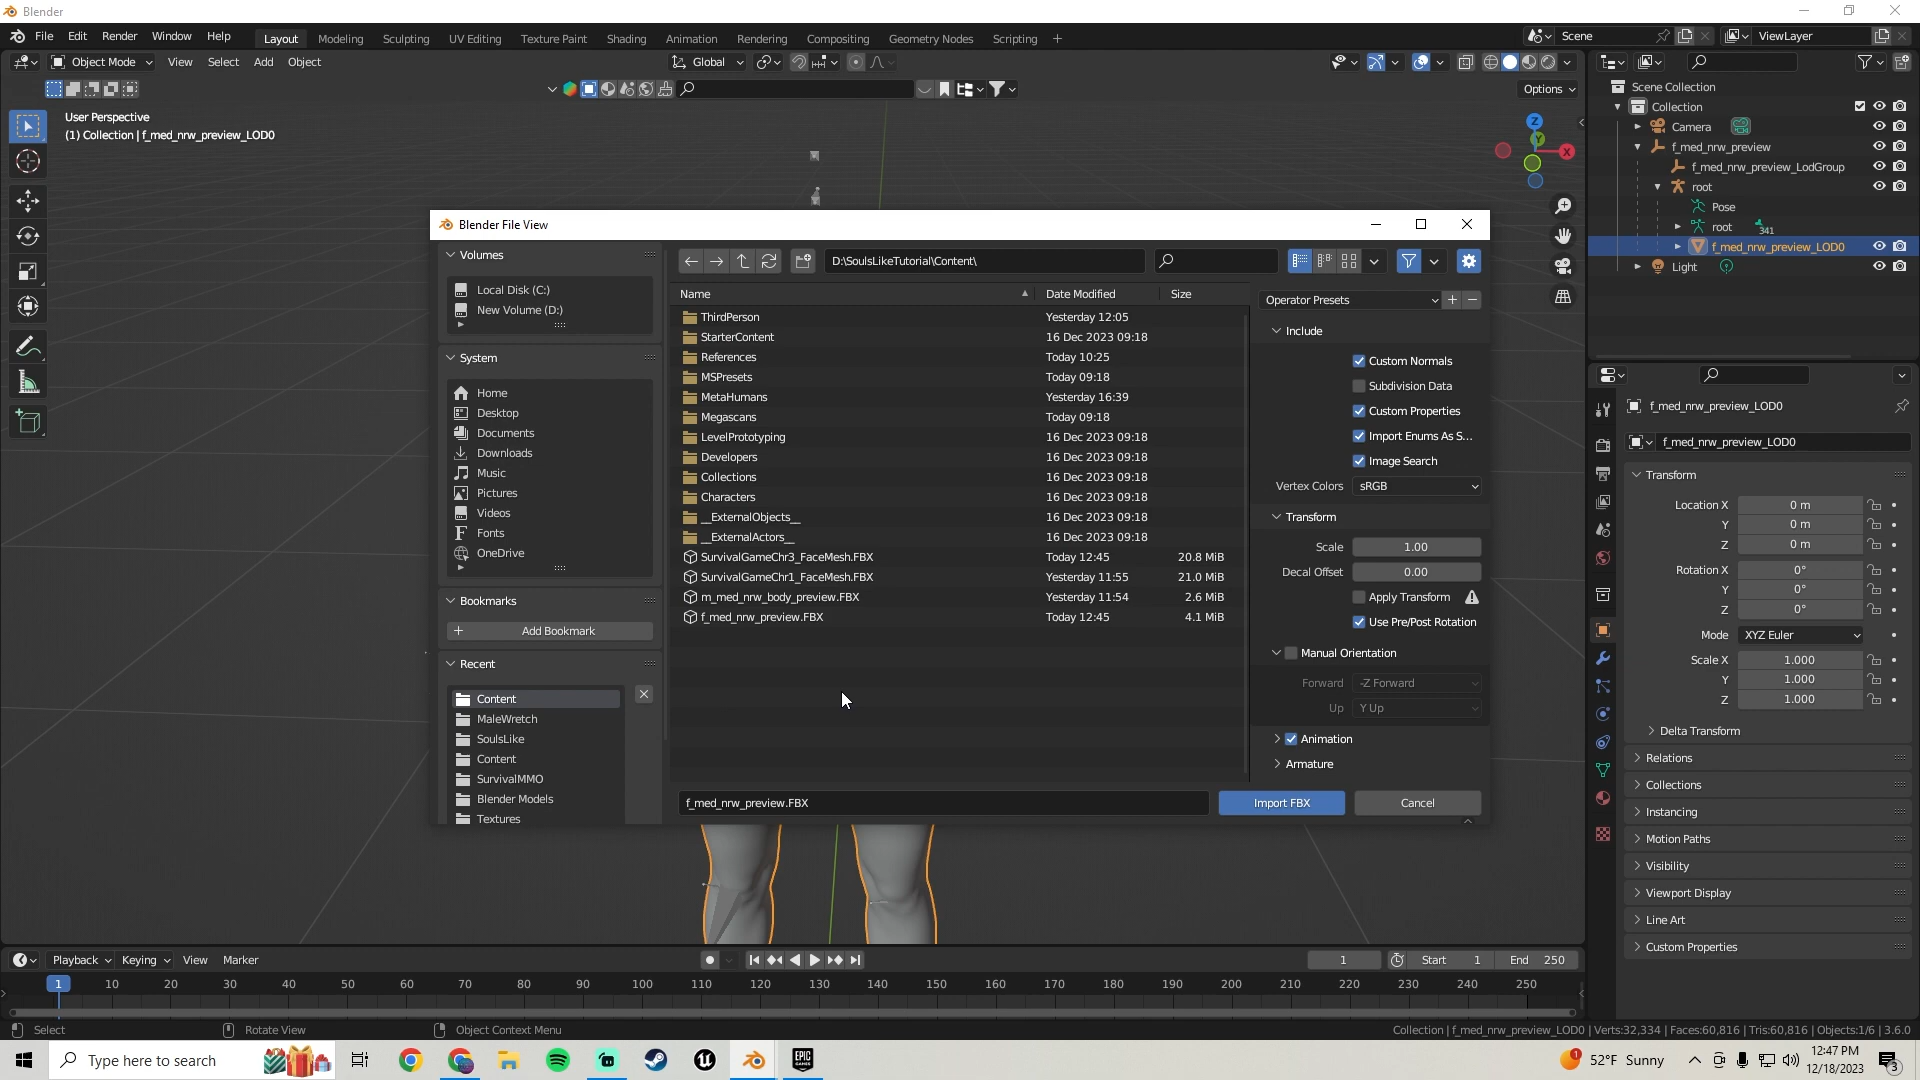 Blender
File Edit Render Window Help Layout Modeling Sculpting UV Editing Texture Paint Shading Animation Rendering Compositing Geometry Nodes Scripting + Scene ViewLayer
Object Mode View Select Add Object Global
Options
User Perspective
(1) Collection | f_med_nrw_preview_LOD0
Z
Y
X
Scene Collection
Collection
Camera
f_med_nrw_preview
f_med_nrw_preview_LodGroup
root
Pose
root 341
f_med_nrw_preview_LOD0
Light
Blender File View
Volumes
Local Disk (C:)
New Volume (D:)
System
Home
Desktop
Documents
Downloads
Music
Pictures
Videos
Fonts
OneDrive
Bookmarks
+ Add Bookmark
Recent
Content
MaleWretch
SoulsLike
Content
SurvivalMMO
Blender Models
Textures
D:\SoulsLikeTutorial\Content\
Name Date Modified Size
ThirdPerson Yesterday 12:05
StarterContent 16 Dec 2023 09:18
References Today 10:25
MSPresets Today 09:18
MetaHumans Yesterday 16:39
Megascans Today 09:18
LevelPrototyping 16 Dec 2023 09:18
Developers 16 Dec 2023 09:18
Collections 16 Dec 2023 09:18
Characters 16 Dec 2023 09:18
__ExternalObjects__ 16 Dec 2023 09:18
__ExternalActors__ 16 Dec 2023 09:18
SurvivalGameChr3_FaceMesh.FBX Today 12:45 20.8 MiB
SurvivalGameChr1_FaceMesh.FBX Yesterday 11:55 21.0 MiB
m_med_nrw_body_preview.FBX Yesterday 11:54 2.6 MiB
f_med_nrw_preview.FBX Today 12:45 4.1 MiB
Operator Presets
Include
Custom Normals
Subdivision Data
Custom Properties
Import Enums As S...
Image Search
Vertex Colors sRGB
Transform
Scale 1.00
Decal Offset 0.00
Apply Transform
Use Pre/Post Rotation
Manual Orientation
Forward -Z Forward
Up Y Up
Animation
Armature
f_med_nrw_preview.FBX Import FBX Cancel
f_med_nrw_preview_LOD0
f_med_nrw_preview_LOD0
Transform
Location X 0 m
Y 0 m
Z 0 m
Rotation X 0°
Y 0°
Z 0°
Mode XYZ Euler
Scale X 1.000
Y 1.000
Z 1.000
Delta Transform
Relations
Collections
Instancing
Motion Paths
Visibility
Viewport Display
Line Art
Custom Properties
Playback Keying View Marker 1 Start 1 End 250
1 10 20 30 40 50 60 70 80 90 100 110 120 130 140 150 160 170 180 190 200 210 220 230 240 250
Select Rotate View Object Context Menu Collection | f_med_nrw_preview_LOD0 | Verts:32,334 | Faces:60,816 | Tris:60,816 | Objects:1/6 | 3.6.0
Type here to search EPIC GAMES 1 52°F Sunny 12:47 PM
12/18/2023 3